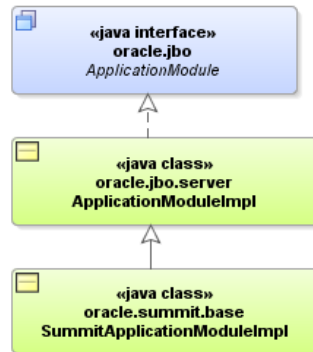 «java interface»
oracle.jbo
ApplicationModule
«java class»
oracle.jbo.server
ApplicationModuleImpl
«java class»
oracle.summit.base
SummitApplicationModuleImpl